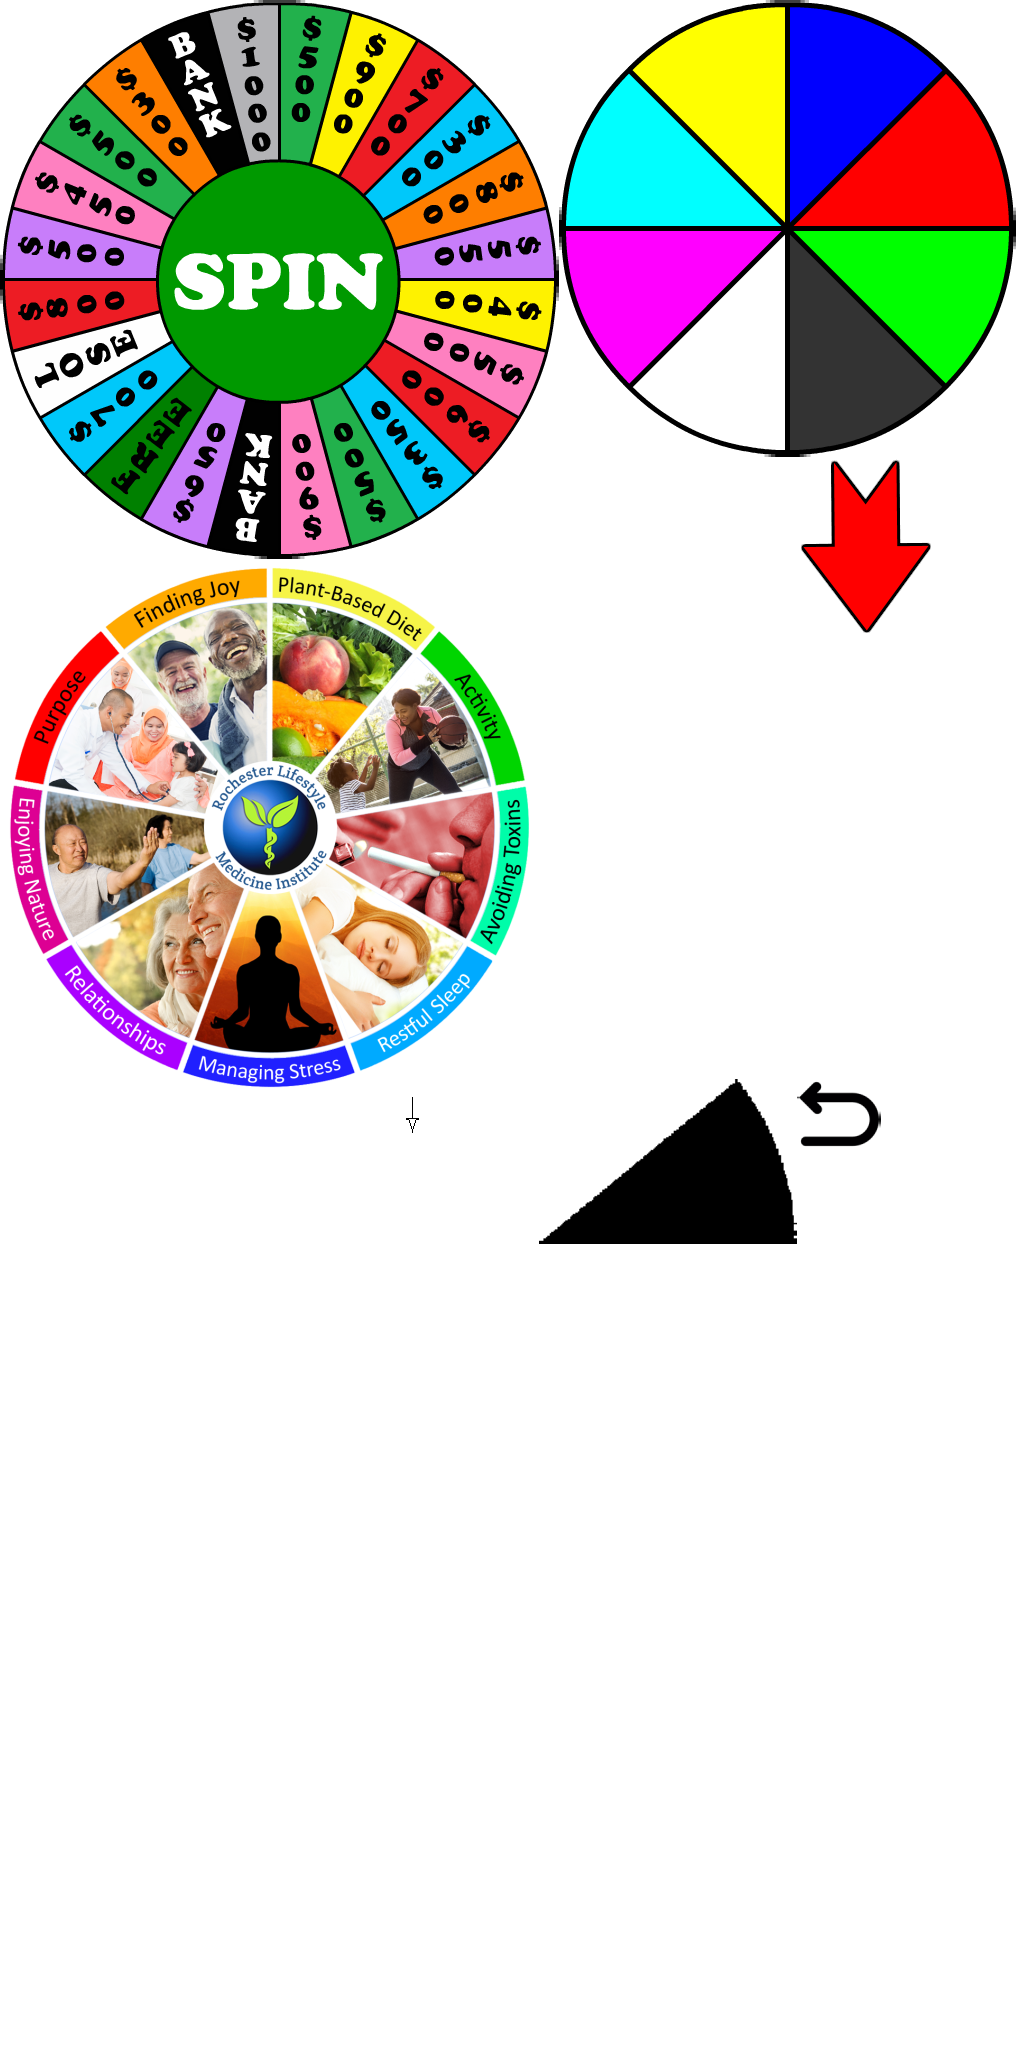 $500
$900
$700
$300
$800
$550
$400
$500
$600
$350
$500
$900
BANK
$650
FREE
$700
LOSE
$800
$500
$450
$500
$300
BANK
$1000
SPIN
Finding Joy
Plant-Based Diet
Activity
Avoiding Toxins
Restful Sleep
Managing Stress
Relationships
Enjoying Nature
Purpose
Rochester Lifestyle
Medicine Institute